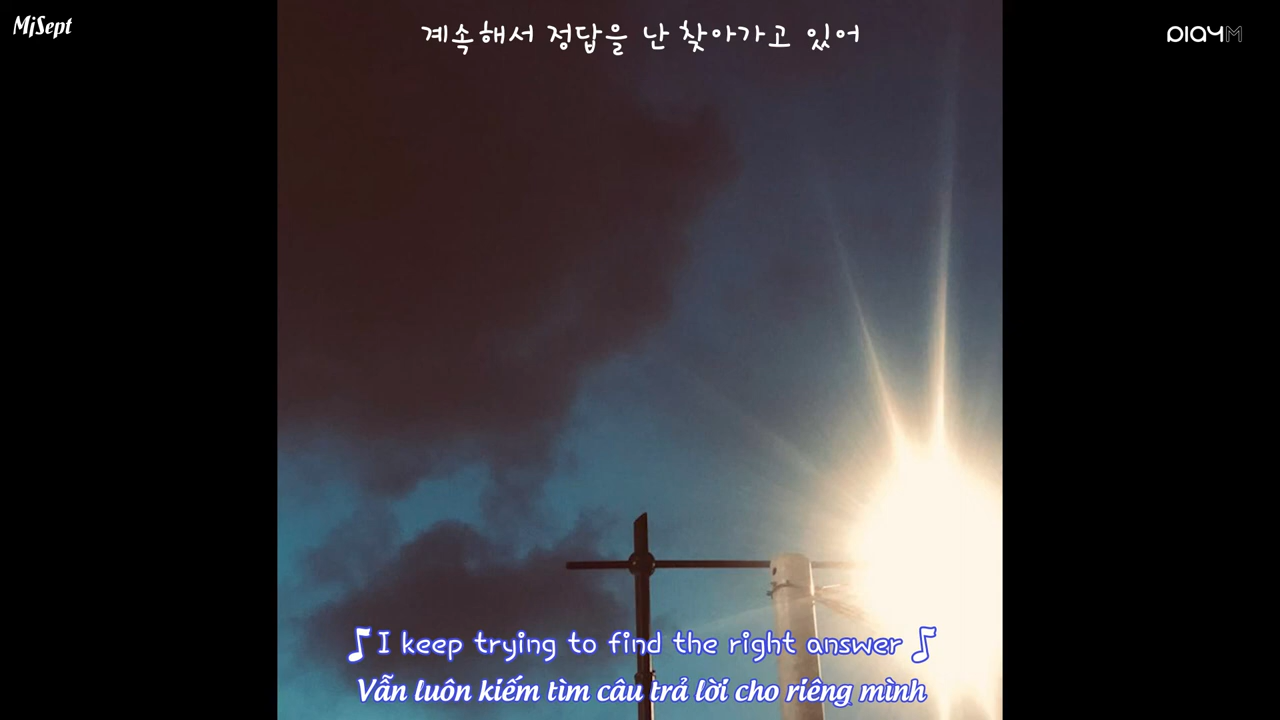 MjSept
계속해서 정답을 난 찾아가고 있어
PLAYM
I keep trying to find the right answer
Vẫn luôn kiếm tìm câu trả lời cho riêng mình